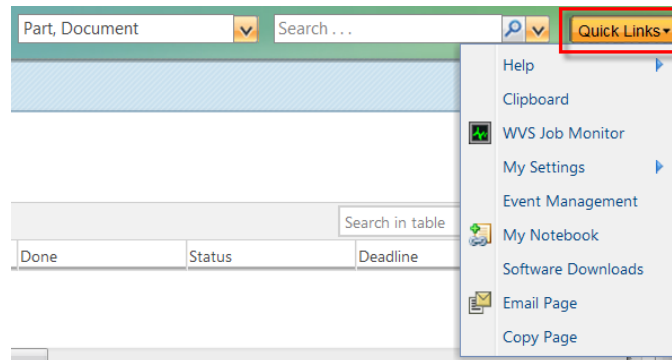 Part, Document
Search . . .
Quick Links
Help
Clipboard
WVS Job Monitor
My Settings
Event Management
Search in table
My Notebook
Done
Status
Deadline
Software Downloads
Email Page
Copy Page